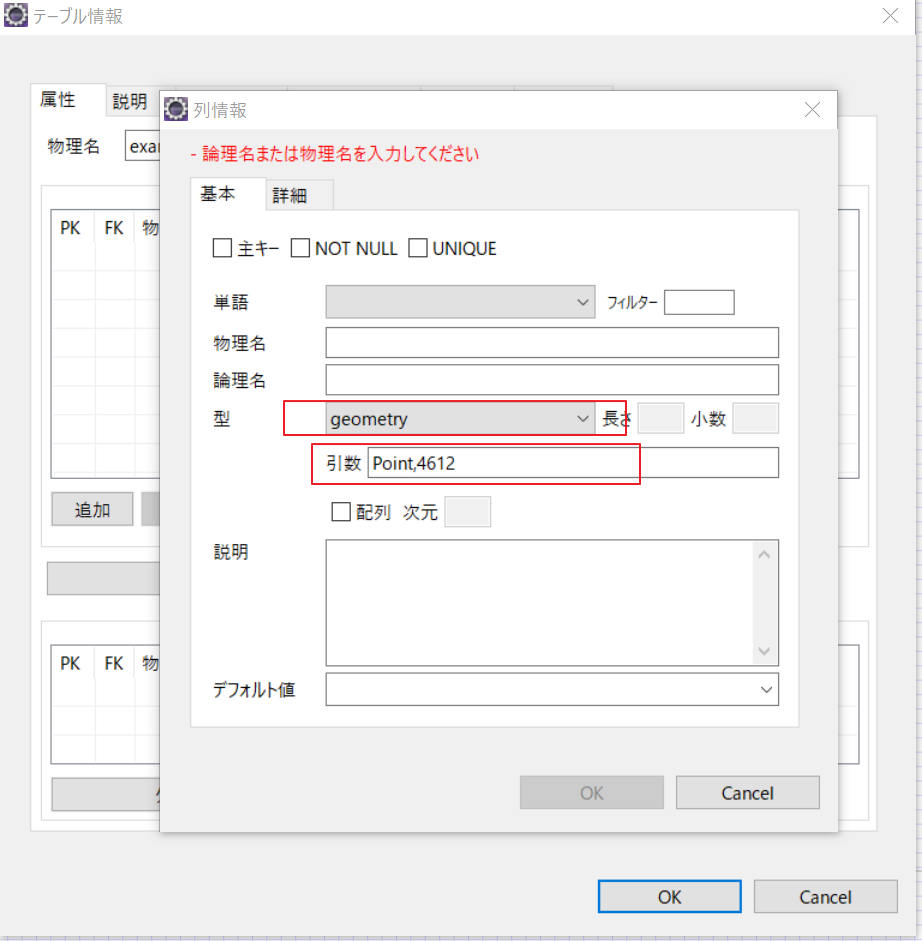 テーブル情報
属性 説明
列情報
物理名
- 論理名または物理名を入力してください
基本 詳細
PK FK
主キー NOT NULL UNIQUE
単語 フィルター
物理名
論理名
型 geometry 長さ 小数
引数 Point,4612
追加
配列 次元
説明
PK FK
デフォルト値
OK Cancel
OK Cancel